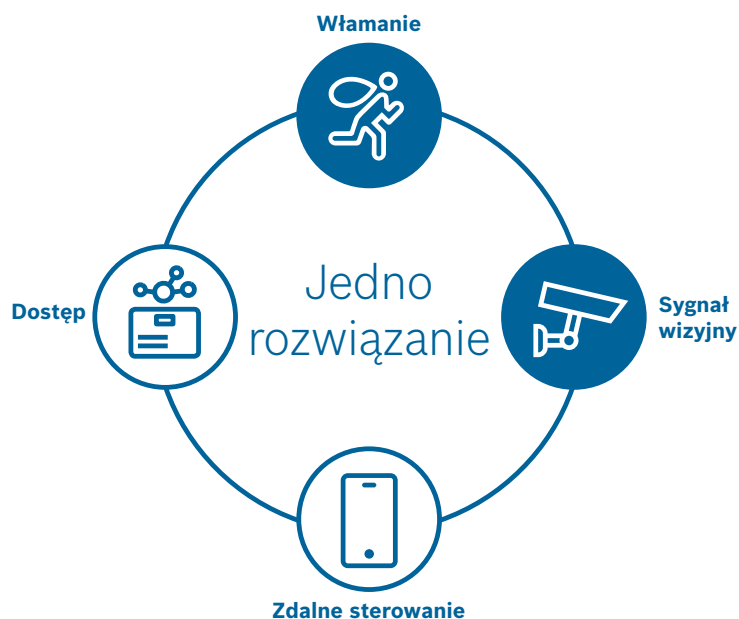 Włamanie
Jedno
rozwiązanie
Dostęp
Sygnał
wizyjny
Zdalne sterowanie